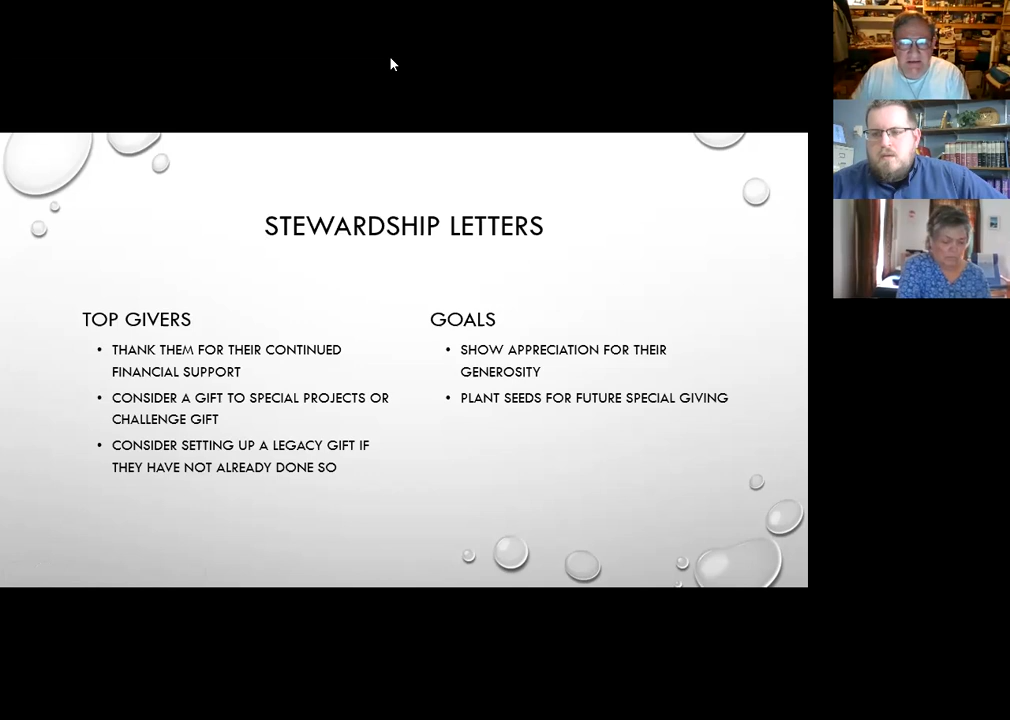 STEWARDSHIP LETTERS
TOP GIVERS
• THANK THEM FOR THEIR CONTINUED
FINANCIAL SUPPORT
• CONSIDER A GIFT TO SPECIAL PROJECTS OR
CHALLENGE GIFT
• CONSIDER SETTING UP A LEGACY GIFT IF
THEY HAVE NOT ALREADY DONE SO
GOALS
• SHOW APPRECIATION FOR THEIR
GENEROSITY
• PLANT SEEDS FOR FUTURE SPECIAL GIVING